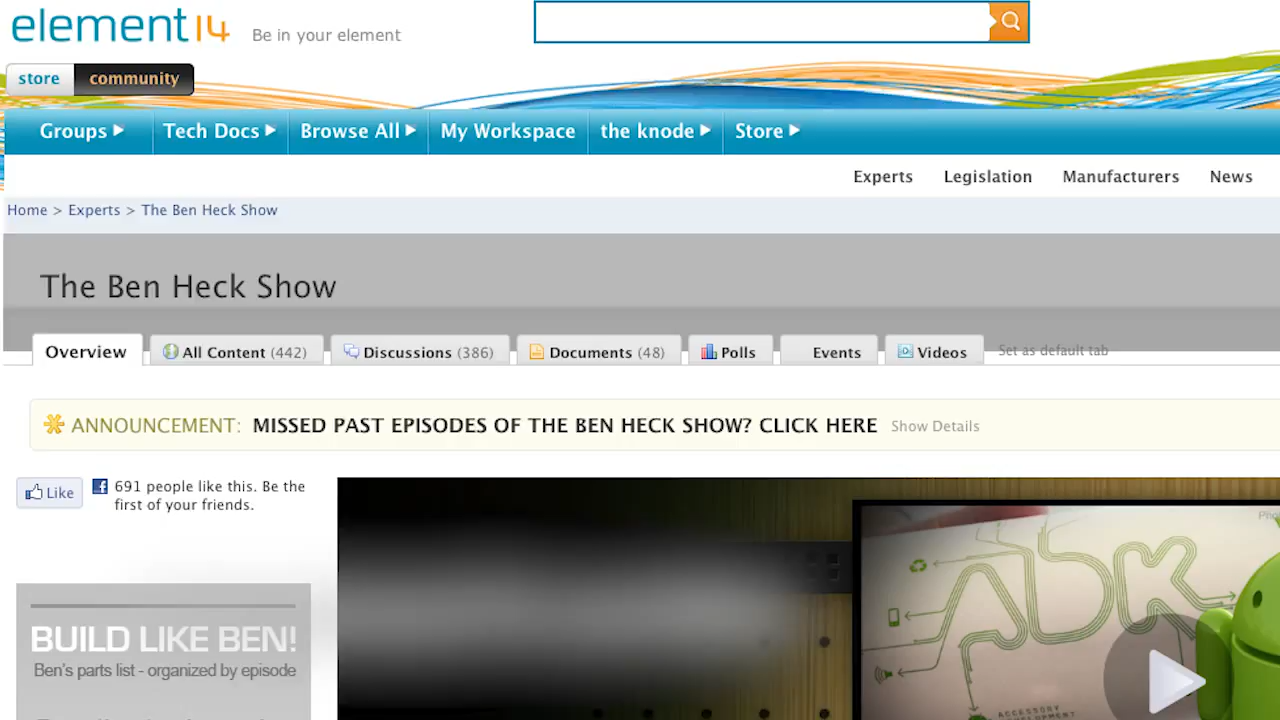 element14 Be in your element
store community
Groups Tech Docs Browse All My Workspace the knode Store
Experts Legislation Manufacturers News
Home > Experts > The Ben Heck Show
The Ben Heck Show
Overview All Content (442) Discussions (386) Documents (48) Polls Events Videos Set as default tab
ANNOUNCEMENT: MISSED PAST EPISODES OF THE BEN HECK SHOW? CLICK HERE Show Details
Like 691 people like this. Be the
first of your friends.
ADK
BUILD LIKE BEN!
Ben's parts list - organized by episode
ACCESSORY
DEVELOPMENT